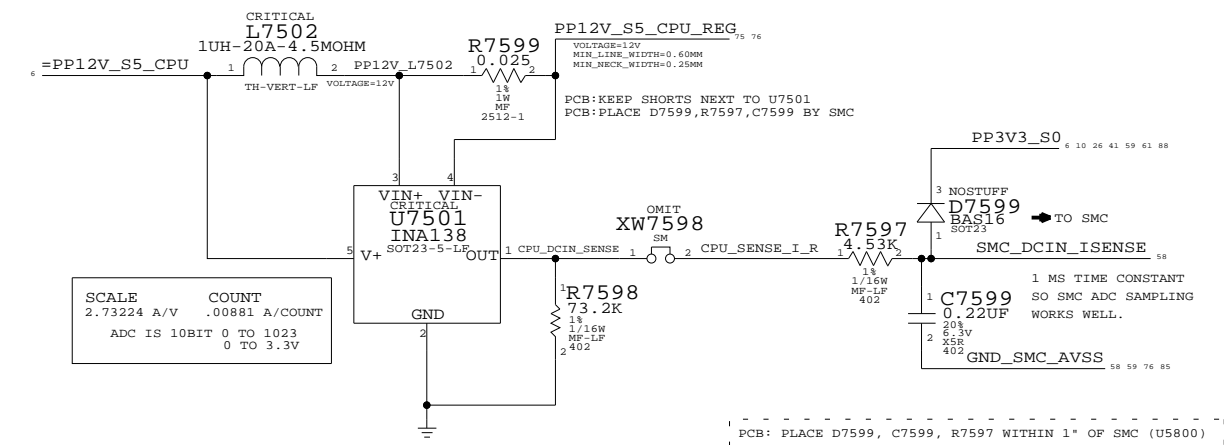 CRITICAL
L7502
1UH-20A-4.5MOHM
6 =PP12V_S5_CPU
1 2
TH-VERT-LF
PP12V_L7502
VOLTAGE=12V
R7599
0.025
1 2
1%
1W
MF
2512-1
PP12V_S5_CPU_REG 75 76
VOLTAGE=12V
MIN_LINE_WIDTH=0.60MM
MIN_NECK_WIDTH=0.25MM
PCB:KEEP SHORTS NEXT TO U7501
PCB:PLACE D7599,R7597,C7599 BY SMC
3 4
VIN+ VIN-
CRITICAL
U7501
INA138
SOT23-5-LF
5 V+
OUT 1
GND
2
CPU_DCIN_SENSE
OMIT
XW7598
SM
1 2
CPU_SENSE_I_R
R7597
4.53K
1 2
1%
1/16W
MF-LF
402
PP3V3_S0 6 10 26 41 59 61 88
3 NOSTUFF
D7599
BAS16
SOT23
1
TO SMC
SMC_DCIN_ISENSE 58
1 MS TIME CONSTANT
SO SMC ADC SAMPLING
WORKS WELL.
1 C7599
0.22UF
20%
6.3V
X5R
2 402
GND_SMC_AVSS 58 59 76 85
1 R7598
73.2K
1%
1/16W
MF-LF
2 402
SCALE COUNT
2.73224 A/V .00881 A/COUNT
ADC IS 10BIT 0 TO 1023
0 TO 3.3V
PCB: PLACE D7599, C7599, R7597 WITHIN 1" OF SMC (U5800)